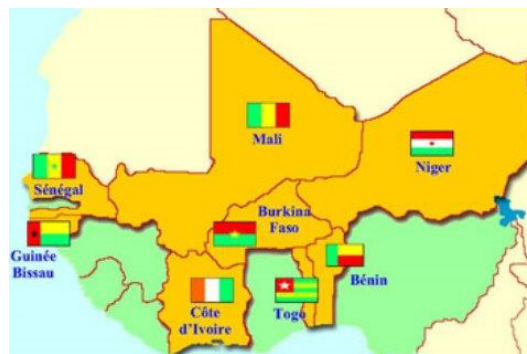 Mali
Niger
Sénégal
Burkina
Faso
Guinée
Bissau
Bénin
Côte
d'Ivoire
Togo